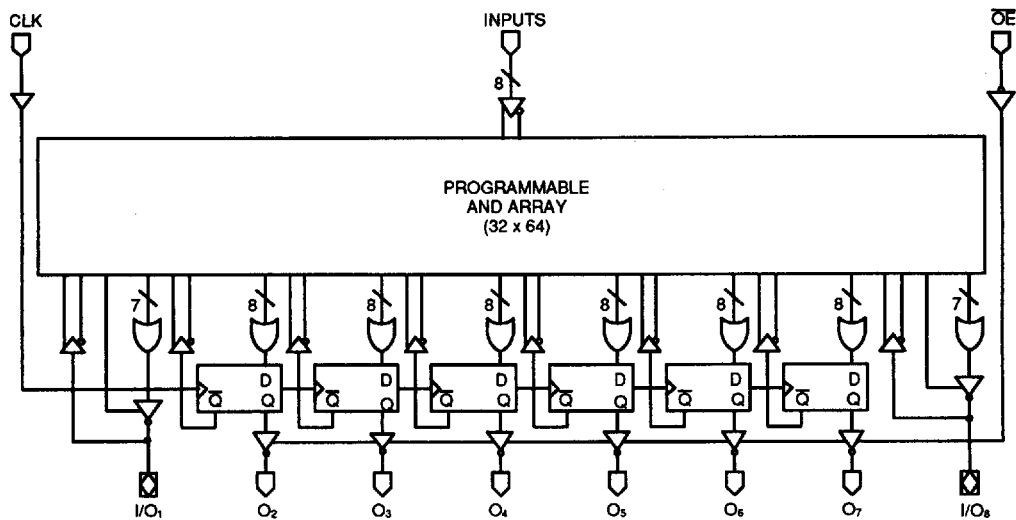 CLK INPUTS OE
8
PROGRAMMABLE
AND ARRAY
(32 x 64)
7 8 8 8 8 8 8 7
D D D D D D
Q Q Q Q Q Q
Q Q Q Q Q Q
I/O1 O2 O3 O4 O5 O6 O7 I/O8